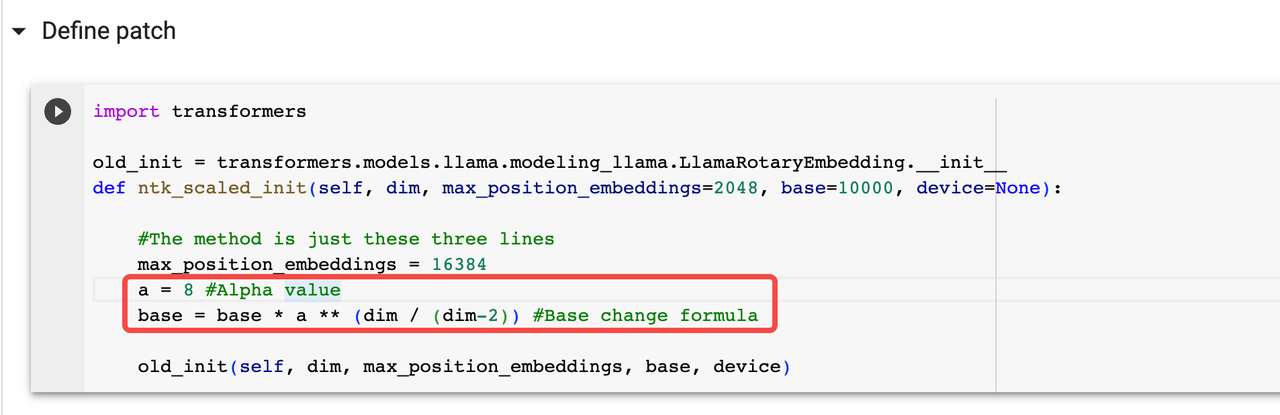 Define patch
import transformers
old_init = transformers.models.llama.modeling_llama.LlamaRotaryEmbedding.__init__
def ntk_scaled_init(self, dim, max_position_embeddings=2048, base=10000, device=None):
#The method is just these three lines
max_position_embeddings = 16384
a = 8 #Alpha value
base = base * a ** (dim / (dim-2)) #Base change formula
old_init(self, dim, max_position_embeddings, base, device)